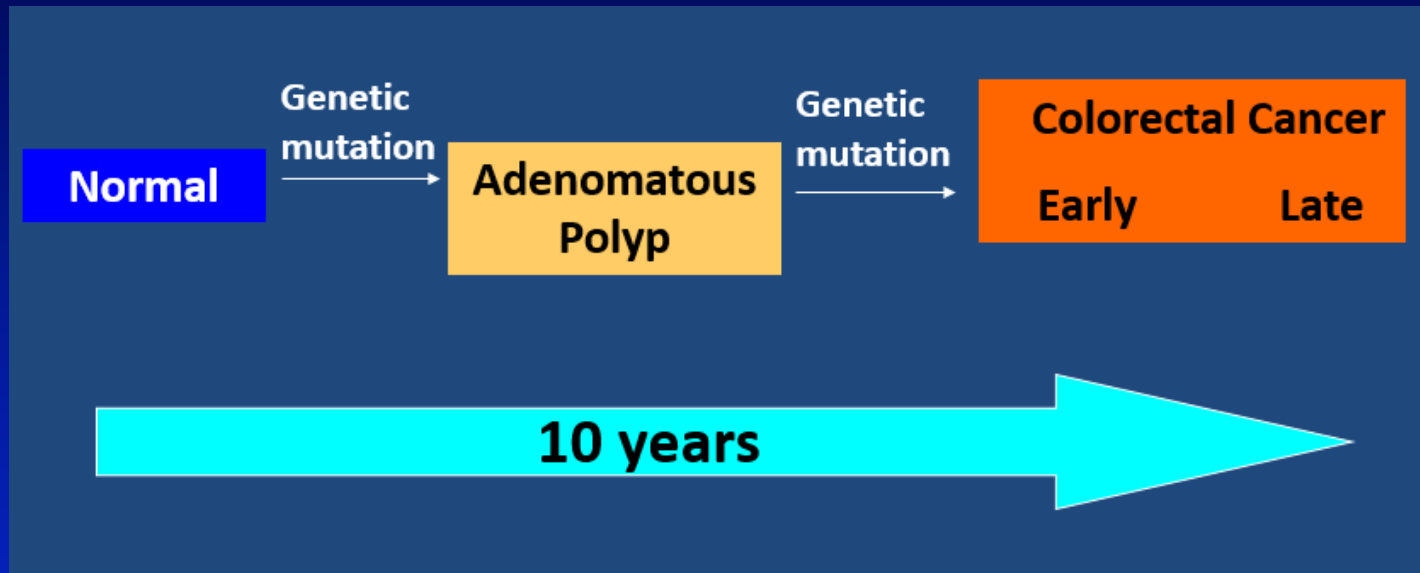 Normal
Genetic
mutation
Adenomatous
Polyp
Genetic
mutation
Colorectal Cancer
Early Late
10 years